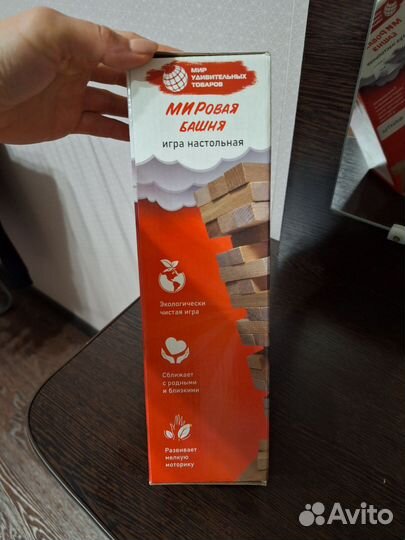 МИР
УДИВИТЕЛЬНЫХ
ТОВАРОВ
МИРовая
БАШНЯ
игра настольная
Экологически
чистая игра
Сближает
с родными
и близкими
Развивает
мелкую
моторику
Avito